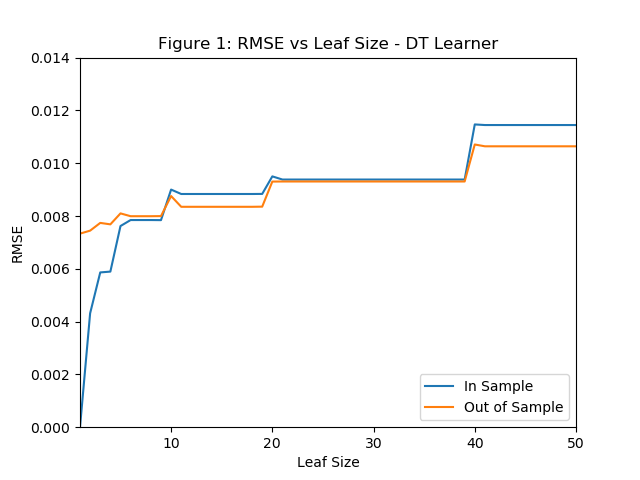 Figure 1: RMSE vs Leaf Size - DT Learner
0.014
0.012
0.010
0.008
0.006
0.004
0.002
0.000
RMSE
10
20
30
40
50
Leaf Size
In Sample
Out of Sample